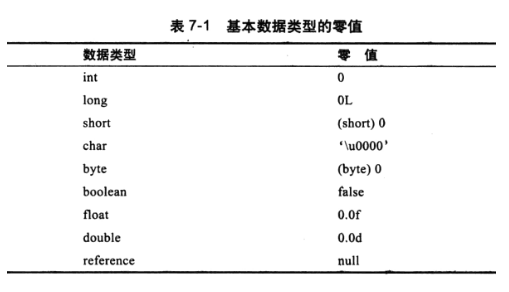 表 7-1 基本数据类型的零值
数据类型 零 值
int 0
long 0L
short (short) 0
char ‘\u0000’
byte (byte) 0
boolean false
float 0.0f
double 0.0d
reference null